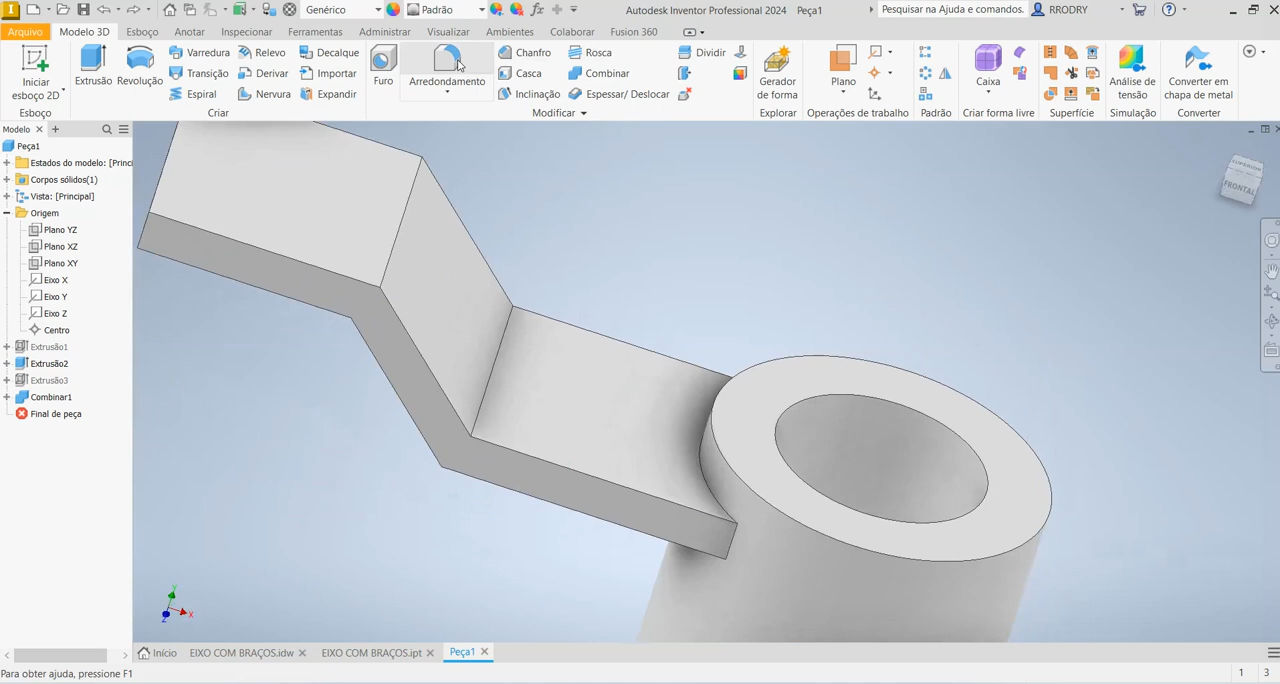 Genérico
Padrão
Autodesk Inventor Professional 2024 Peça1
Pesquisar na Ajuda e comandos.
RRODRY
Arquivo Modelo 3D Esboço Anotar Inspecionar Ferramentas Administrar Visualizar Ambientes Colaborar Fusion 360
Iniciar
esboço 2D
Esboço
Extrusão
Revolução
Varredura
Transição
Espiral
Relevo
Derivar
Nervura
Decalque
Importar
Expandir
Criar
Furo
Arredondamento
Chanfro
Casca
Inclinação
Rosca
Combinar
Espessar/ Deslocar
Dividir
Modificar
Gerador
de forma
Explorar
Plano
Operações de trabalho
Padrão
Caixa
Criar forma livre
Superfície
Análise de
tensão
Simulação
Converter em
chapa de metal
Converter
Modelo
Peça1
Estados do modelo: [Princ
Corpos sólidos(1)
Vista: [Principal]
Origem
Plano YZ
Plano XZ
Plano XY
Eixo X
Eixo Y
Eixo Z
Centro
Extrusão1
Extrusão2
Extrusão3
Combinar1
Final de peça
SUPERIOR
FRONTAL
Y
X
Z
Início
EIXO COM BRAÇOS.idw
EIXO COM BRAÇOS.ipt
Peça1
Para obter ajuda, pressione F1
1 3